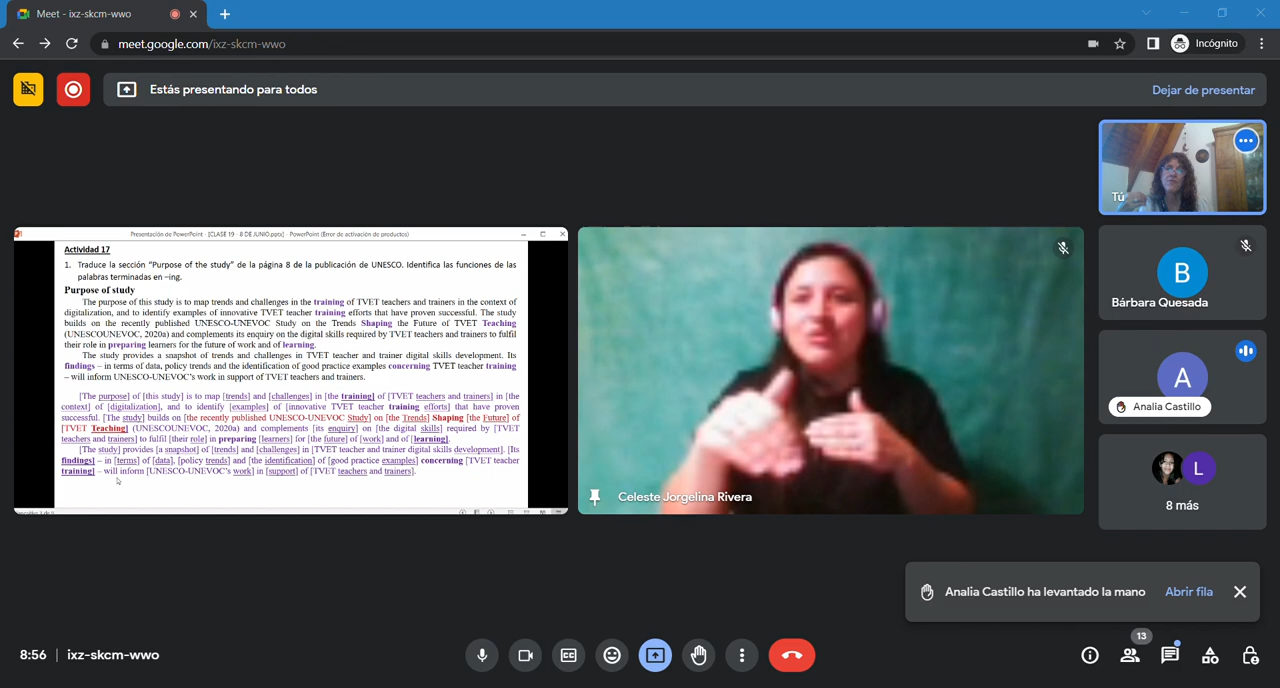 Meet - ixz-skcm-wwo
meet.google.com/ixz-skcm-wwo
Incógnito
Estás presentando para todos
Dejar de presentar
Tú
Presentación de PowerPoint - [CLASE 19 - 8 DE JUNIO.pptx] - PowerPoint (Error de activación de productos)
Actividad 17
1. Traduce la sección “Purpose of the study” de la página 8 de la publicación de UNESCO. Identifica las funciones de las
palabras terminadas en –ing.
Purpose of study
The purpose of this study is to map trends and challenges in the training of TVET teachers and trainers in the context of
digitalization, and to identify examples of innovative TVET teacher training efforts that have proven successful. The study
builds on the recently published UNESCO-UNEVOC Study on the Trends Shaping the Future of TVET Teaching
(UNESCOUNEVOC, 2020a) and complements its enquiry on the digital skills required by TVET teachers and trainers to fulfil
their role in preparing learners for the future of work and of learning.
The study provides a snapshot of trends and challenges in TVET teacher and trainer digital skills development. Its
findings – in terms of data, policy trends and the identification of good practice examples concerning TVET teacher training
– will inform UNESCO-UNEVOC's work in support of TVET teachers and trainers.
[The purpose] of [this study] is to map [trends] and [challenges] in [the training] of [TVET teachers and trainers] in [the
context] of [digitalization], and to identify [examples] of [innovative TVET teacher training efforts] that have proven
successful. [The study] builds on [the recently published UNESCO-UNEVOC Study] on [the Trends] Shaping [the Future] of
[TVET Teaching] (UNESCOUNEVOC, 2020a) and complements [its enquiry] on [the digital skills] required by [TVET
teachers and trainers] to fulfil [their role] in preparing [learners] for [the future] of [work] and of [learning].
[The study] provides [a snapshot] of [trends] and [challenges] in [TVET teacher and trainer digital skills development]. [Its
findings] – in [terms] of [data], [policy trends] and [the identification] of [good practice examples] concerning [TVET teacher
training] – will inform [UNESCO-UNEVOC's work] in [support] of [TVET teachers and trainers].
Celeste Jorgelina Rivera
B
Bárbara Quesada
A
Analia Castillo
L
8 más
Analia Castillo ha levantado la mano
Abrir fila
8:56
ixz-skcm-wwo
13